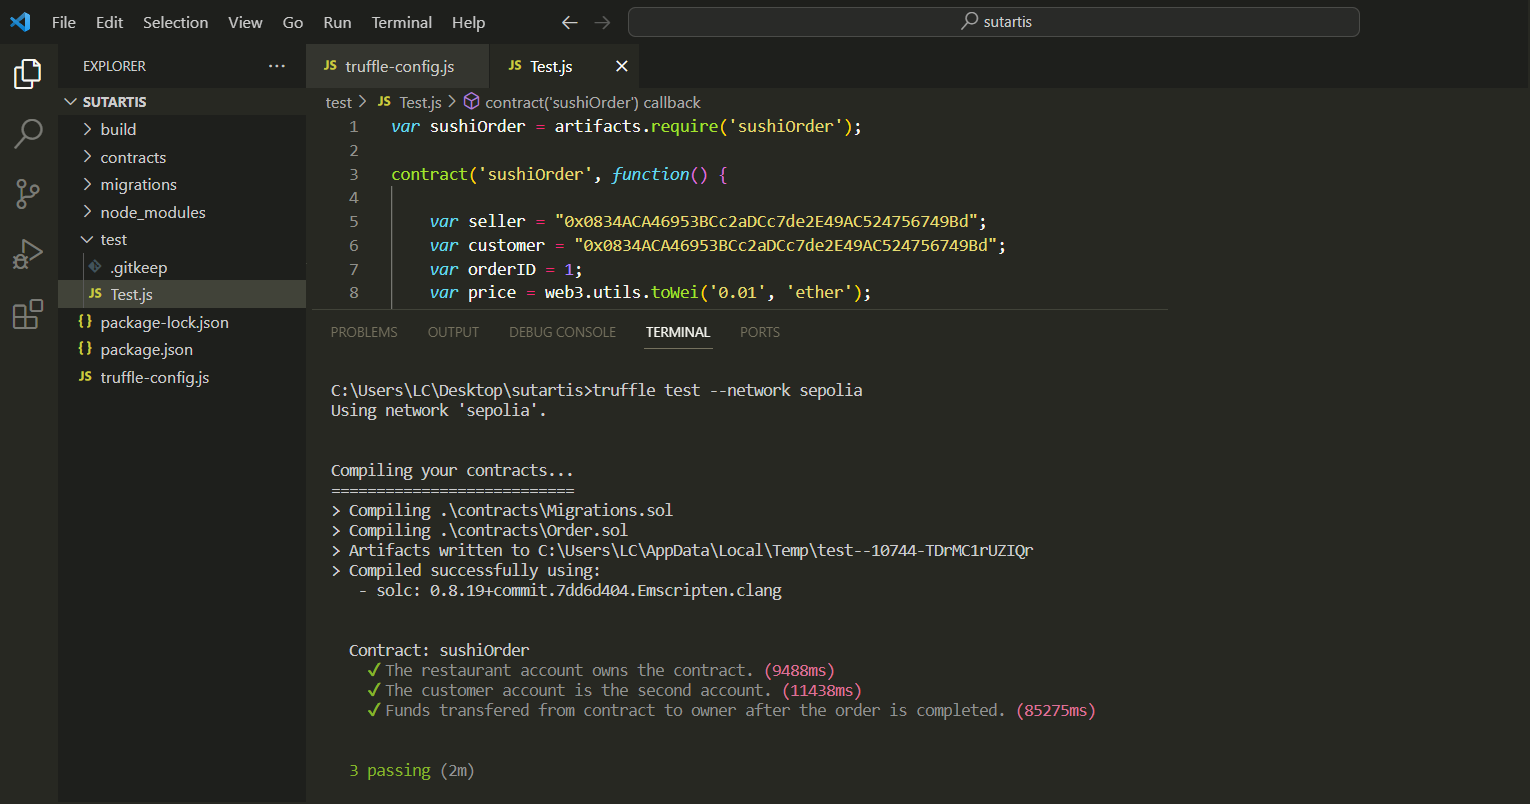 File Edit Selection View Go Run Terminal Help
sutartis
EXPLORER
SUTARTIS
build
contracts
migrations
node_modules
test
.gitkeep
JS Test.js
{} package-lock.json
{} package.json
JS truffle-config.js
JS truffle-config.js
JS Test.js
test > JS Test.js > contract('sushiOrder') callback
1 var sushiOrder = artifacts.require('sushiOrder');
2
3 contract('sushiOrder', function() {
4
5 var seller = "0x0834ACA46953BCc2aDCc7de2E49AC524756749Bd";
6 var customer = "0x0834ACA46953BCc2aDCc7de2E49AC524756749Bd";
7 var orderID = 1;
8 var price = web3.utils.toWei('0.01', 'ether');
PROBLEMS OUTPUT DEBUG CONSOLE TERMINAL PORTS
C:\Users\LC\Desktop\sutartis>truffle test --network sepolia
Using network 'sepolia'.
Compiling your contracts...
===========================
> Compiling .\contracts\Migrations.sol
> Compiling .\contracts\Order.sol
> Artifacts written to C:\Users\LC\AppData\Local\Temp\test--10744-TDrMC1rUZIQr
> Compiled successfully using:
- solc: 0.8.19+commit.7dd6d404.Emscripten.clang
Contract: sushiOrder
✓ The restaurant account owns the contract. (9488ms)
✓ The customer account is the second account. (11438ms)
✓ Funds transfered from contract to owner after the order is completed. (85275ms)
3 passing (2m)